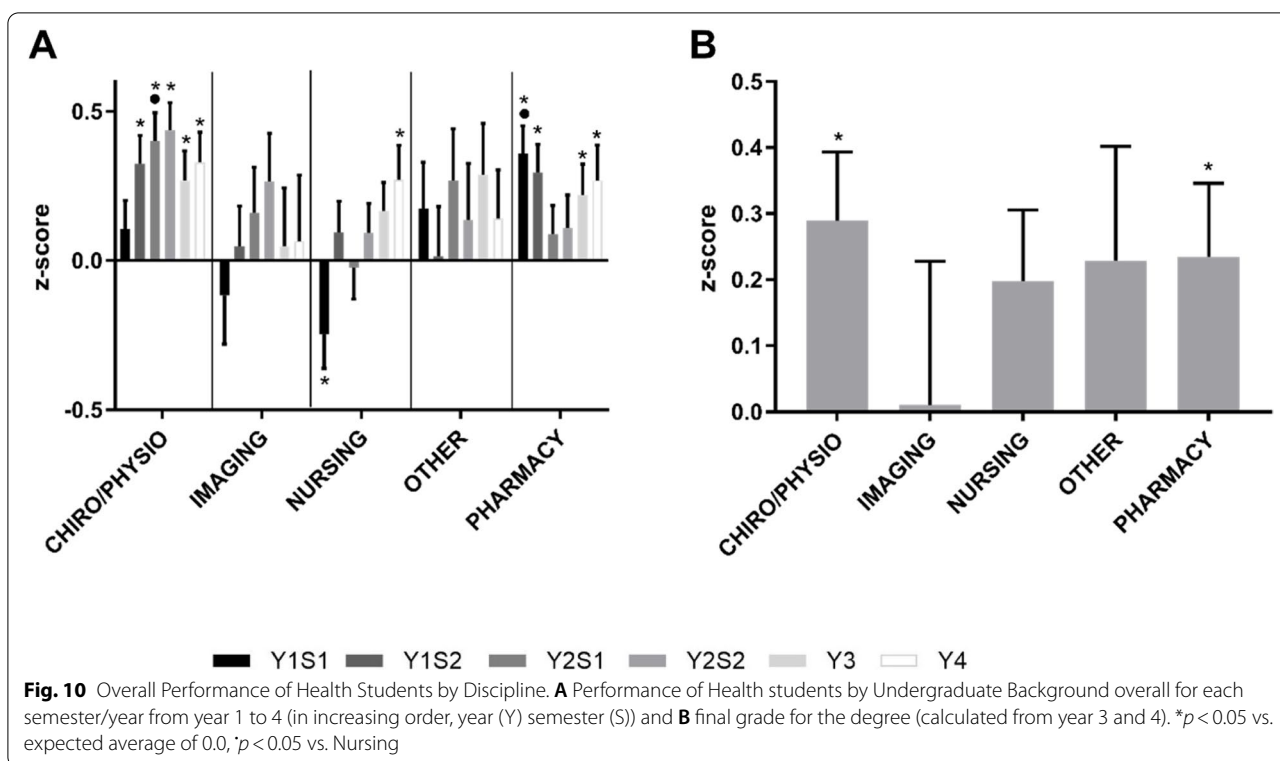 A
B
z-score
0.5
0.0
-0.5
* * * * *
* * * * * *
CHIRO/PHYSIO
IMAGING
NURSING
OTHER
PHARMACY
z-score
0.5
0.4
0.3
0.2
0.1
0.0
* *
CHIRO/PHYSIO
IMAGING
NURSING
OTHER
PHARMACY
Y1S1 Y1S2 Y2S1 Y2S2 Y3 Y4
Fig. 10 Overall Performance of Health Students by Discipline. A Performance of Health students by Undergraduate Background overall for each
semester/year from year 1 to 4 (in increasing order, year (Y) semester (S)) and B final grade for the degree (calculated from year 3 and 4). *p < 0.05 vs.
expected average of 0.0, •p < 0.05 vs. Nursing